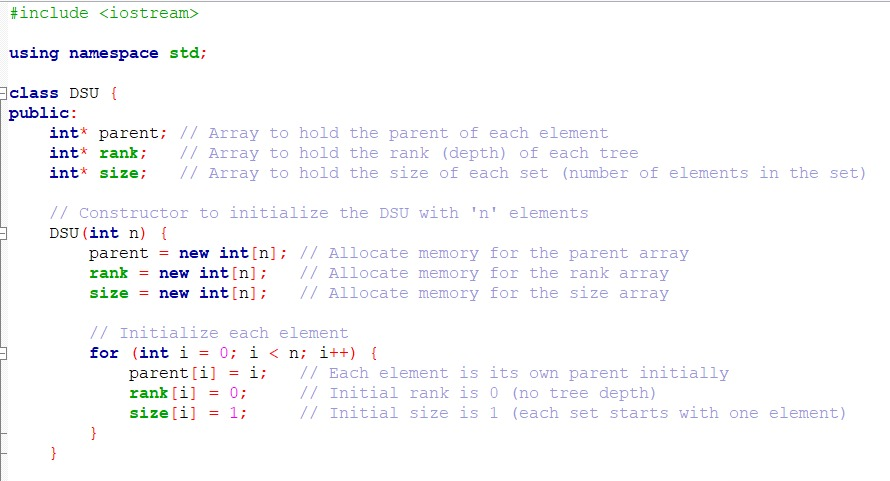 #include <iostream>
using namespace std;
class DSU {
public:
    int* parent; // Array to hold the parent of each element
    int* rank;   // Array to hold the rank (depth) of each tree
    int* size;   // Array to hold the size of each set (number of elements in the set)
    // Constructor to initialize the DSU with 'n' elements
    DSU(int n) {
        parent = new int[n]; // Allocate memory for the parent array
        rank = new int[n];   // Allocate memory for the rank array
        size = new int[n];   // Allocate memory for the size array
        // Initialize each element
        for (int i = 0; i < n; i++) {
            parent[i] = i;   // Each element is its own parent initially
            rank[i] = 0;     // Initial rank is 0 (no tree depth)
            size[i] = 1;     // Initial size is 1 (each set starts with one element)
        }
    }